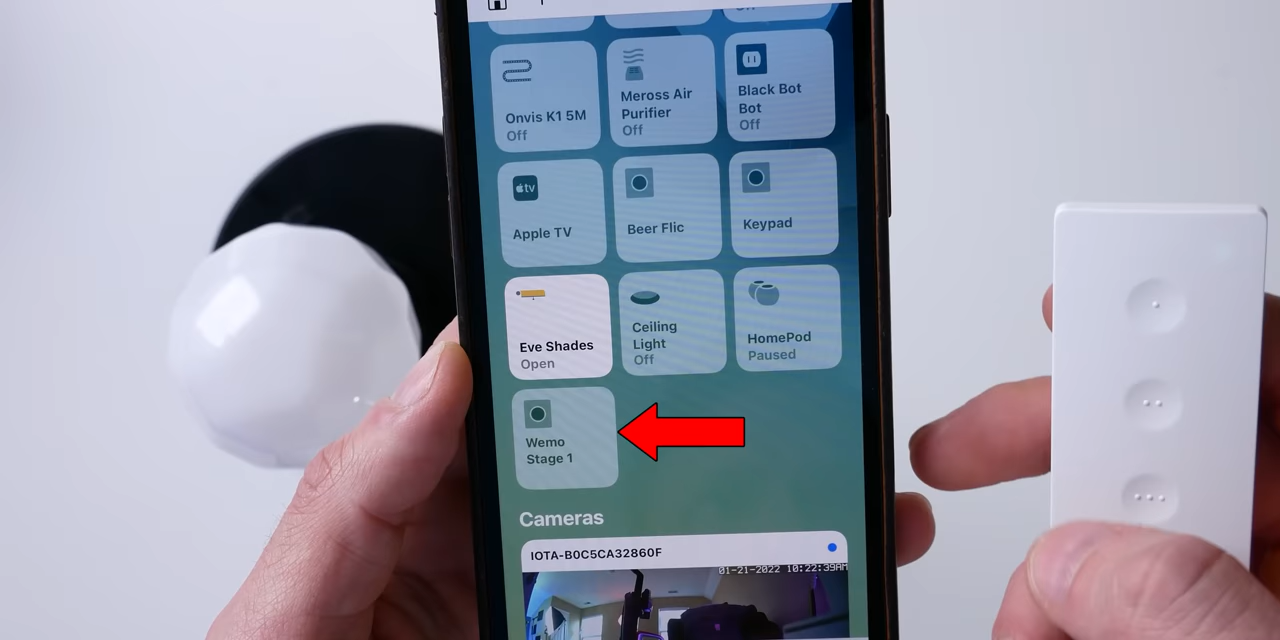 Onvis K1 5M
Off
Meross Air
Purifier
Off
Black Bot
Bot
Off
tv
Apple TV
Beer Flic
Keypad
Eve Shades
Open
Ceiling
Light
Off
HomePod
Paused
Wemo
Stage 1
Cameras
IOTA-B0C5CA32860F
01-21-2022 10:22:39AM